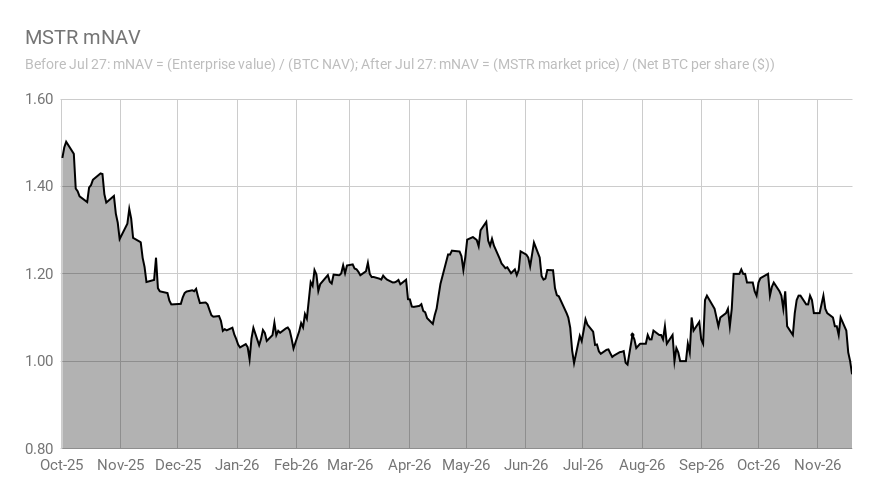 MSTR mNAV
Before Jul 27: mNAV = (Enterprise value) / (BTC NAV); After Jul 27: mNAV = (MSTR market price) / (Net BTC per share ($))
1.60
1.40
1.20
1.00
0.80
Oct-25 Nov-25 Dec-25 Jan-26 Feb-26 Mar-26 Apr-26 May-26 Jun-26 Jul-26 Aug-26 Sep-26 Oct-26 Nov-26